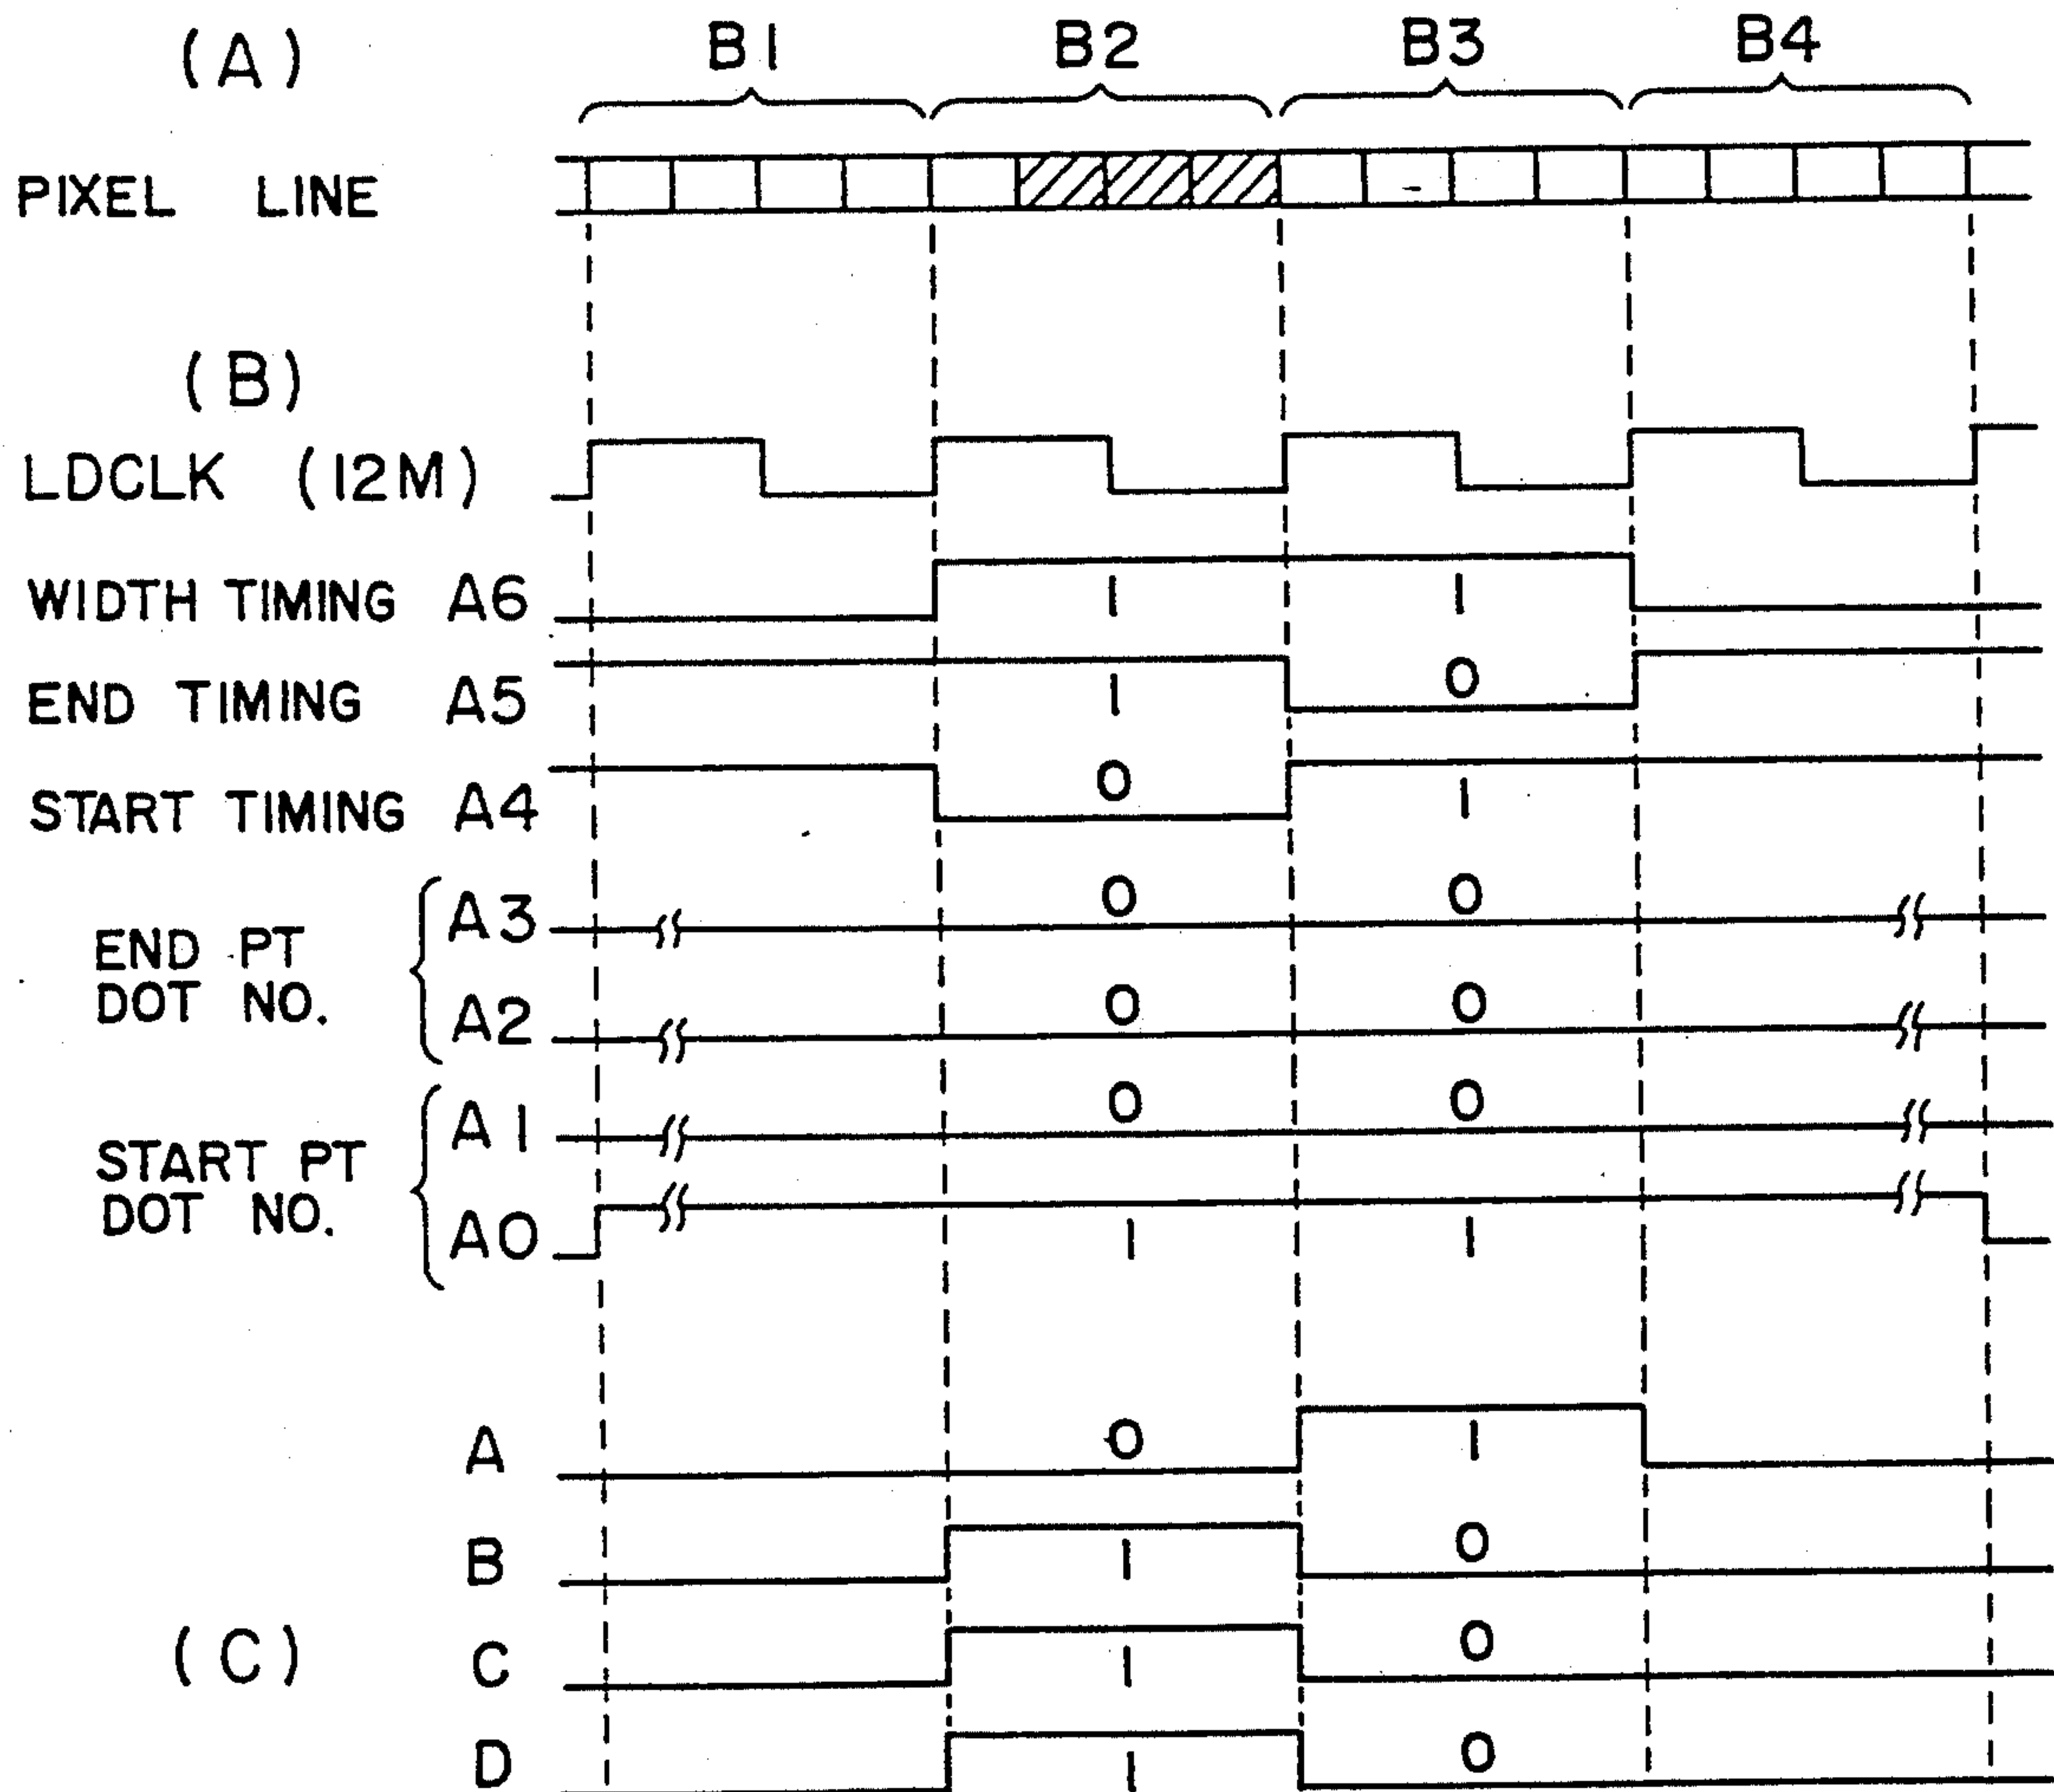 (A) B1 B2 B3 B4
PIXEL LINE
(B)
LDCLK (12M)
WIDTH TIMING A6 1 1
END TIMING A5 1 0
START TIMING A4 0 1
END PT DOT NO.
A3 0 0
A2 0 0
START PT DOT NO.
A1 0 0
A0 1 1
A 0 1
B 1 0
(C)
C 1 0
D 1 0